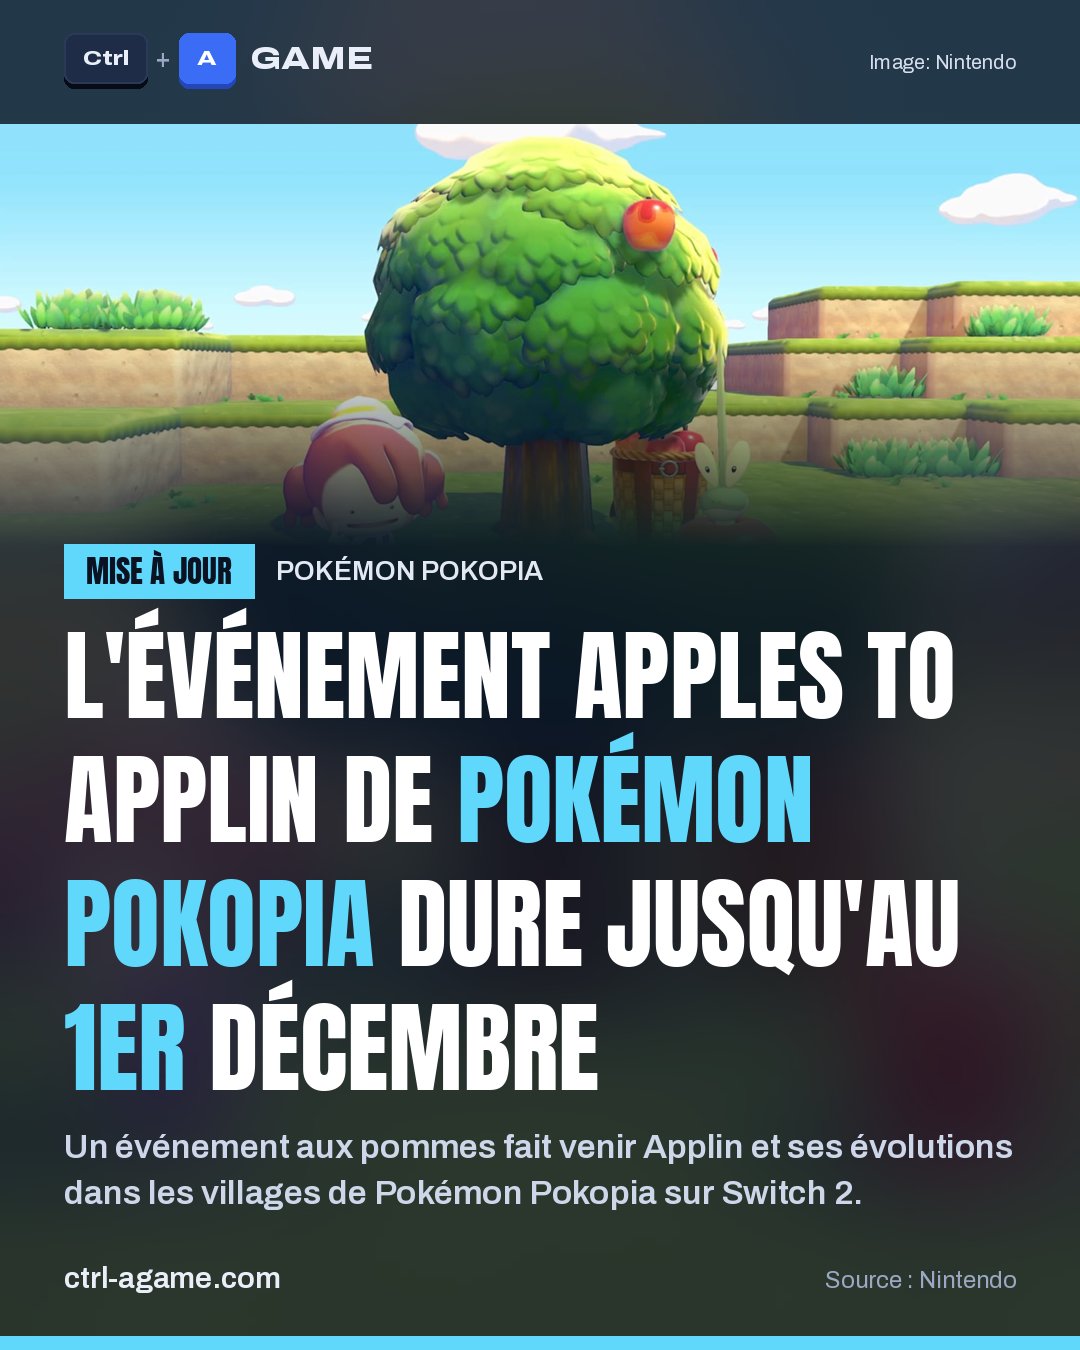 Ctrl + A GAME
Image: Nintendo
MISE À JOUR POKÉMON POKOPIA
L'ÉVÉNEMENT APPLES TO
APPLIN DE POKÉMON
POKOPIA DURE JUSQU'AU
1ER DÉCEMBRE
Un événement aux pommes fait venir Applin et ses évolutions
dans les villages de Pokémon Pokopia sur Switch 2.
ctrl-agame.com
Source : Nintendo